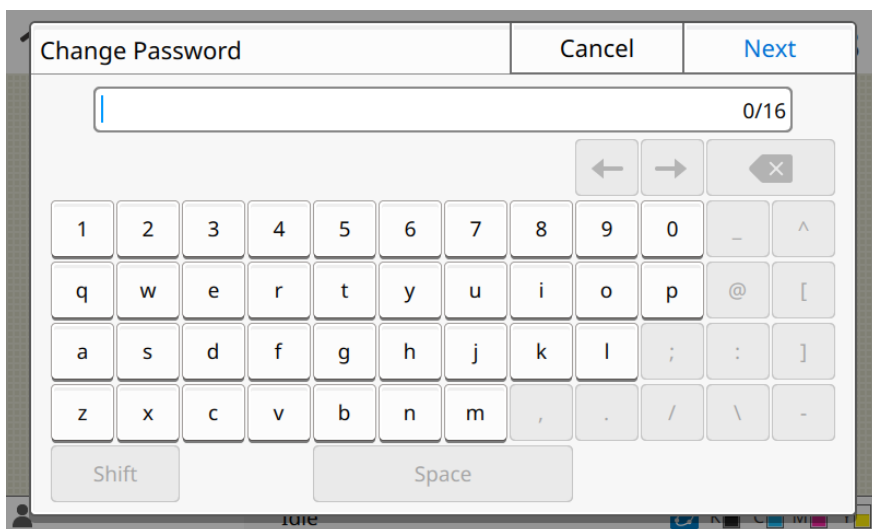 Change Password Cancel Next
0/16
1 2 3 4 5 6 7 8 9 0 _ ^
q w e r t y u i o p @ [
a s d f g h j k l ; : ]
z x c v b n m , . / \ -
Shift Space
Idle K C M Y